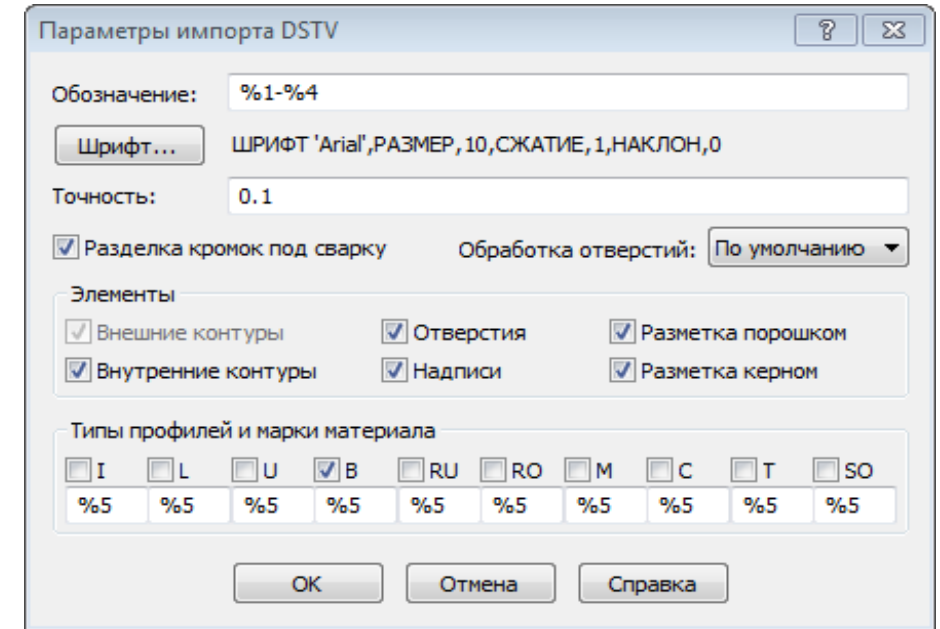 Параметры импорта DSTV
Обозначение: %1-%4
Шрифт... ШРИФТ 'Arial',РАЗМЕР,10,СЖАТИЕ,1,НАКЛОН,0
Точность: 0.1
Разделка кромок под сварку Обработка отверстий: По умолчанию
Элементы
Внешние контуры Отверстия Разметка порошком
Внутренние контуры Надписи Разметка керном
Типы профилей и марки материала
I L U B RU RO M C T SO
%5 %5 %5 %5 %5 %5 %5 %5 %5 %5
OK Отмена Справка